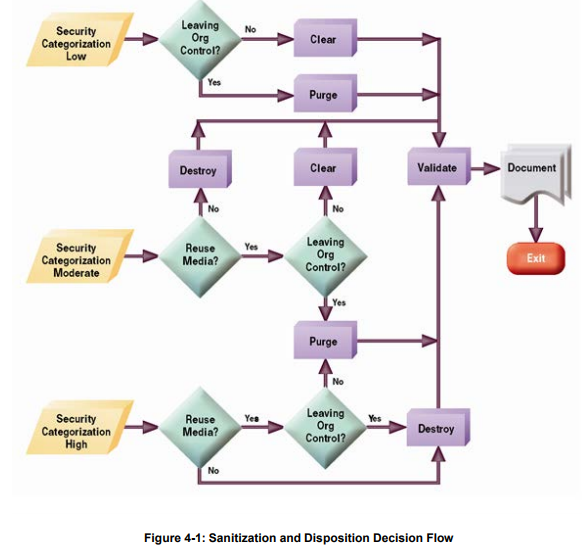 Security
Categorization
Low
Leaving
Org
Control?
No
Clear
Yes
Purge
Destroy
Clear
Validate
Document
No
No
Security
Categorization
Moderate
Reuse
Media?
Yes
Leaving
Org
Control?
Exit
Yes
Purge
No
Security
Categorization
High
Reuse
Media?
Yes
Leaving
Org
Control?
Yes
Destroy
No
Figure 4-1: Sanitization and Disposition Decision Flow